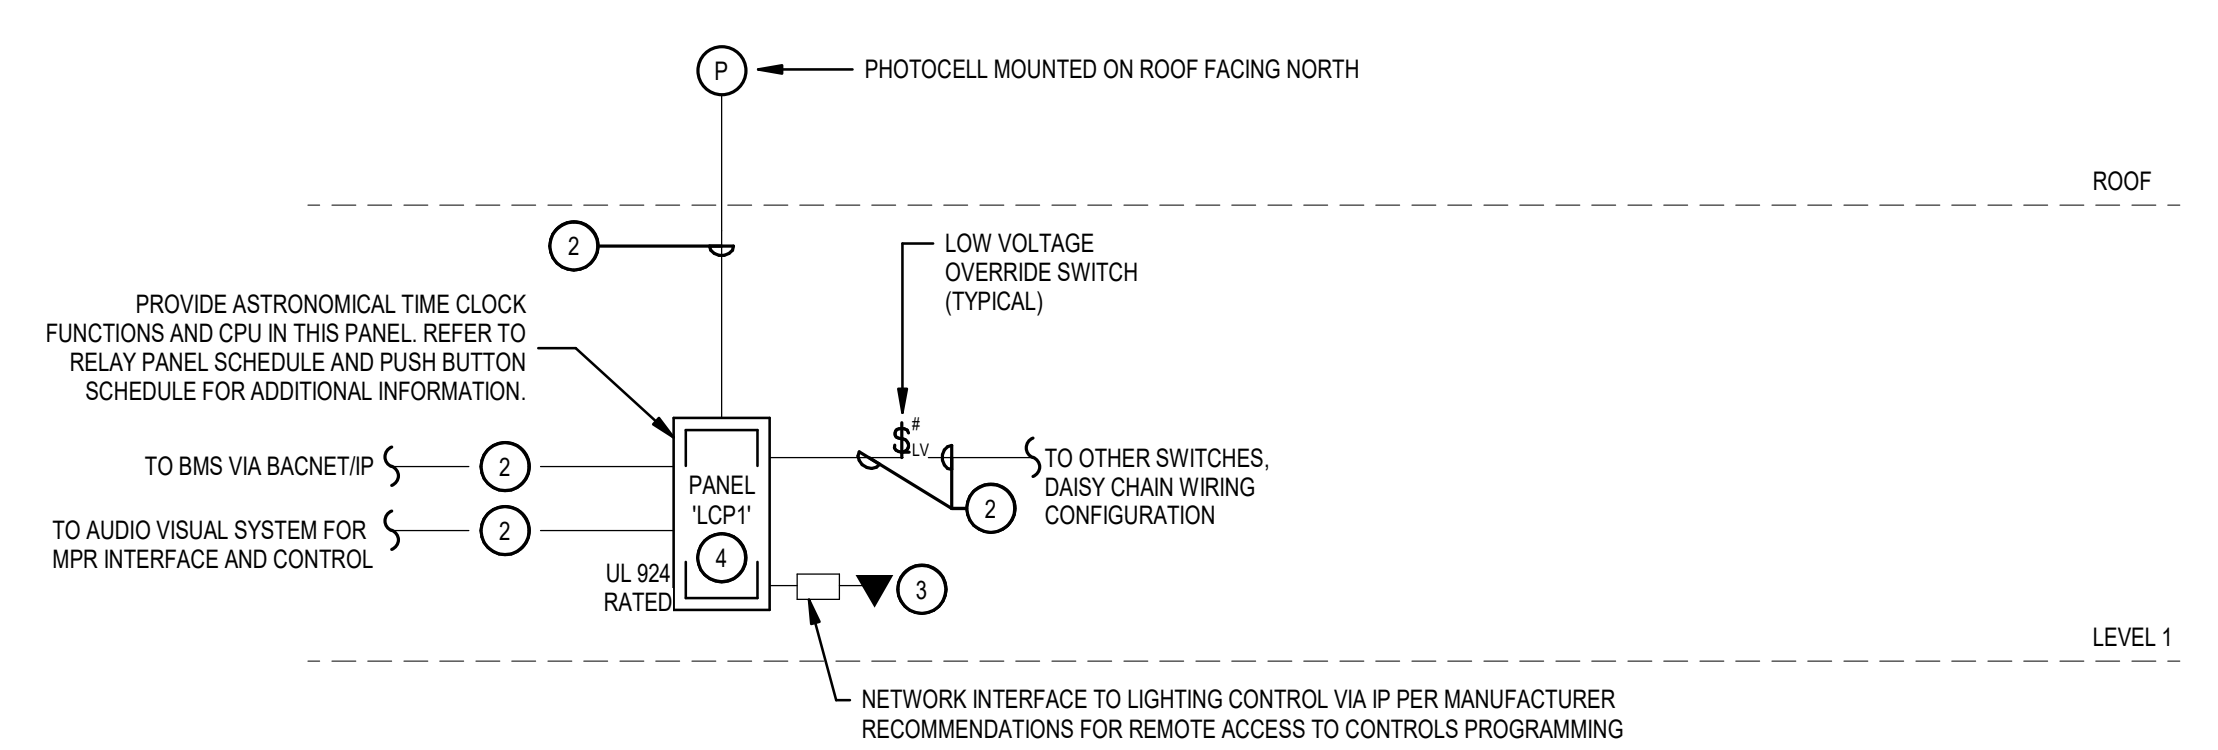 P
PHOTOCELL MOUNTED ON ROOF FACING NORTH
ROOF
2
LOW VOLTAGE
OVERRIDE SWITCH
(TYPICAL)
PROVIDE ASTRONOMICAL TIME CLOCK
FUNCTIONS AND CPU IN THIS PANEL. REFER TO
RELAY PANEL SCHEDULE AND PUSH BUTTON
SCHEDULE FOR ADDITIONAL INFORMATION.
$ # LV
TO BMS VIA BACNET/IP
2
TO OTHER SWITCHES,
DAISY CHAIN WIRING
CONFIGURATION
2
PANEL
'LCP1'
4
TO AUDIO VISUAL SYSTEM FOR
MPR INTERFACE AND CONTROL
2
UL 924
RATED
3
LEVEL 1
NETWORK INTERFACE TO LIGHTING CONTROL VIA IP PER MANUFACTURER
RECOMMENDATIONS FOR REMOTE ACCESS TO CONTROLS PROGRAMMING